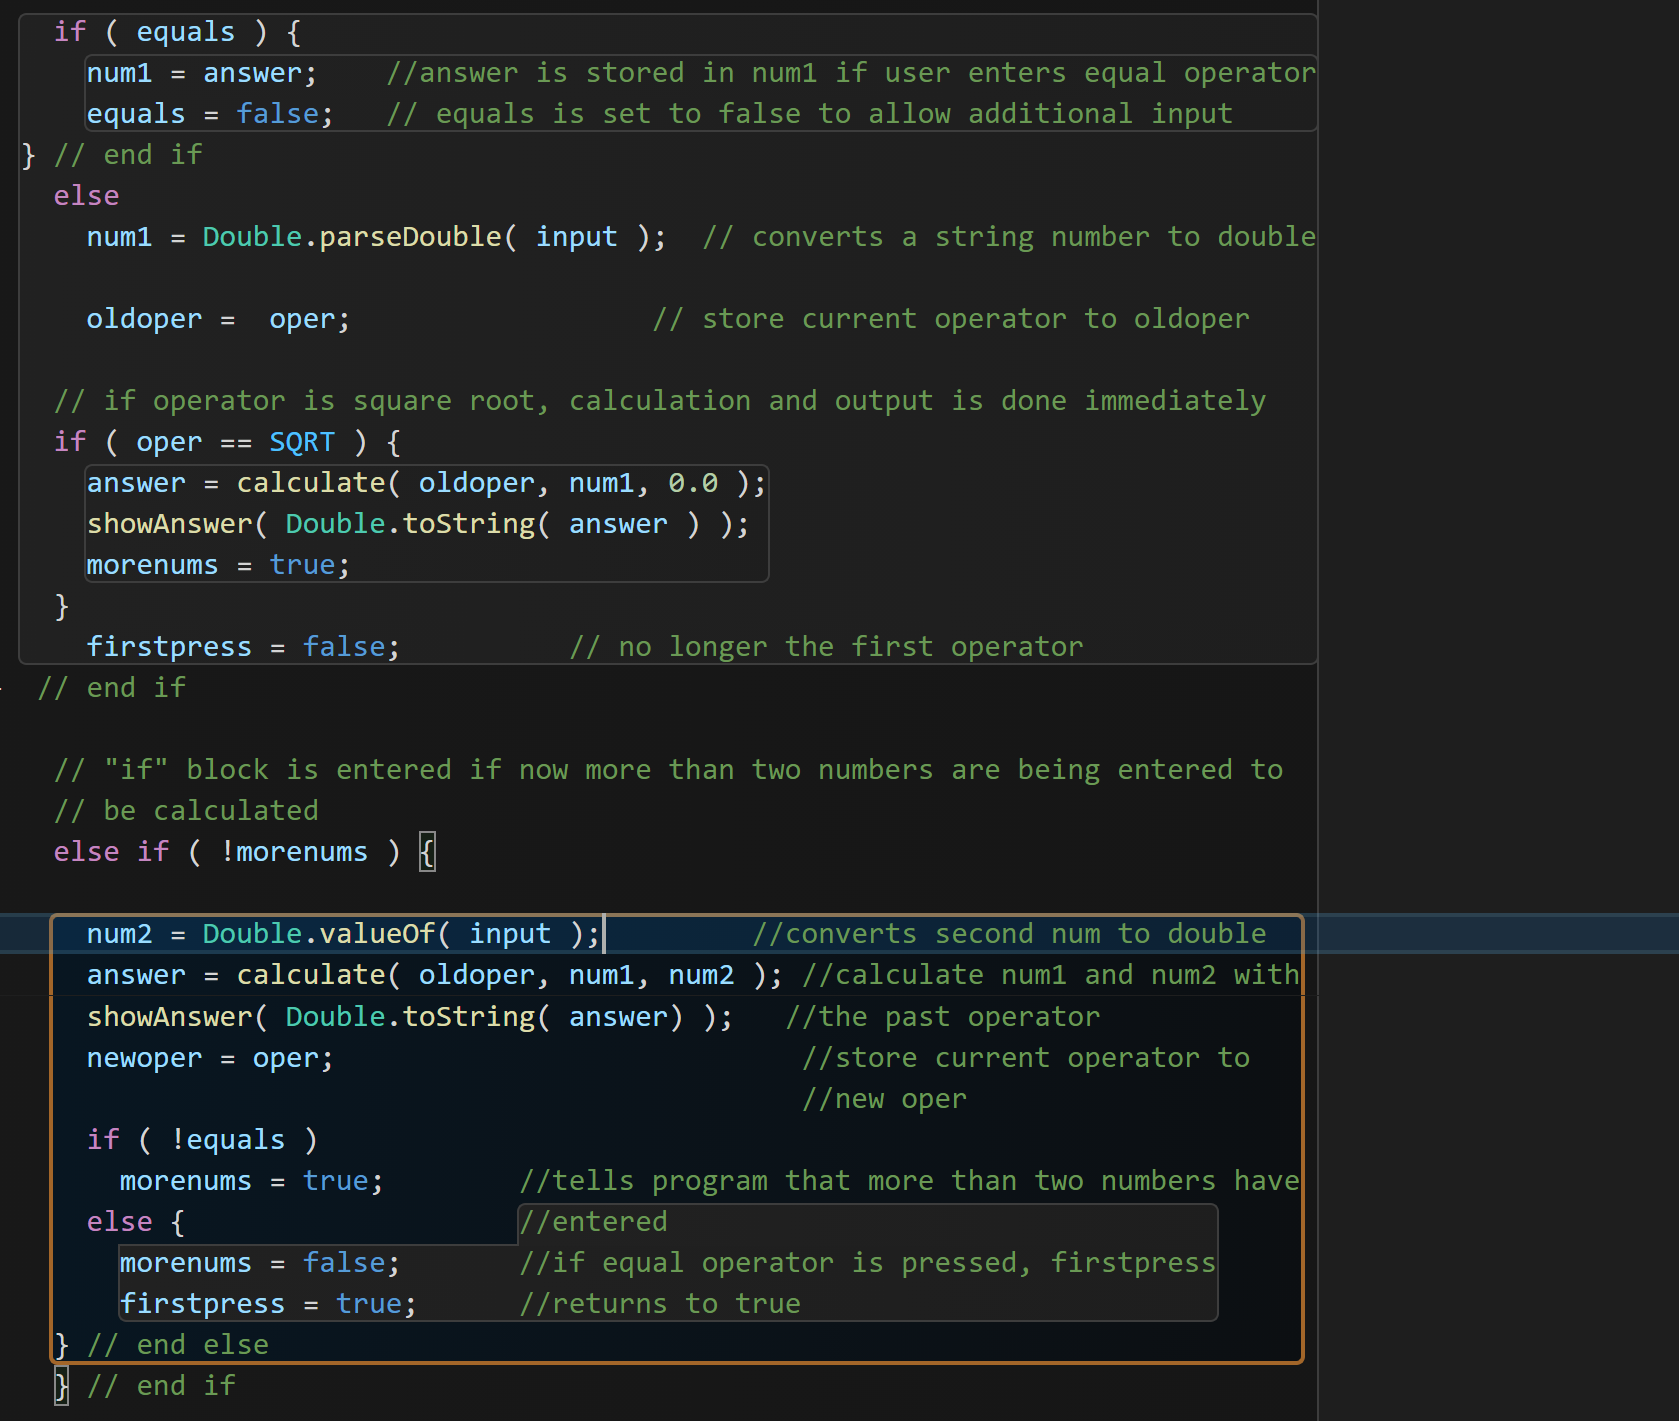 if ( equals ) {
num1 = answer; //answer is stored in num1 if user enters equal operator
equals = false; // equals is set to false to allow additional input
} // end if
else
num1 = Double.parseDouble( input ); // converts a string number to double
oldoper = oper; // store current operator to oldoper
// if operator is square root, calculation and output is done immediately
if ( oper == SQRT ) {
answer = calculate( oldoper, num1, 0.0 );
showAnswer( Double.toString( answer ) );
morenums = true;
}
firstpress = false; // no longer the first operator
// end if
// "if" block is entered if now more than two numbers are being entered to
// be calculated
else if ( !morenums ) {
num2 = Double.valueOf( input ); //converts second num to double
answer = calculate( oldoper, num1, num2 ); //calculate num1 and num2 with
showAnswer( Double.toString( answer) ); //the past operator
newoper = oper; //store current operator to
//new oper
if ( !equals )
morenums = true; //tells program that more than two numbers have
else { //entered
morenums = false; //if equal operator is pressed, firstpress
firstpress = true; //returns to true
} // end else
} // end if